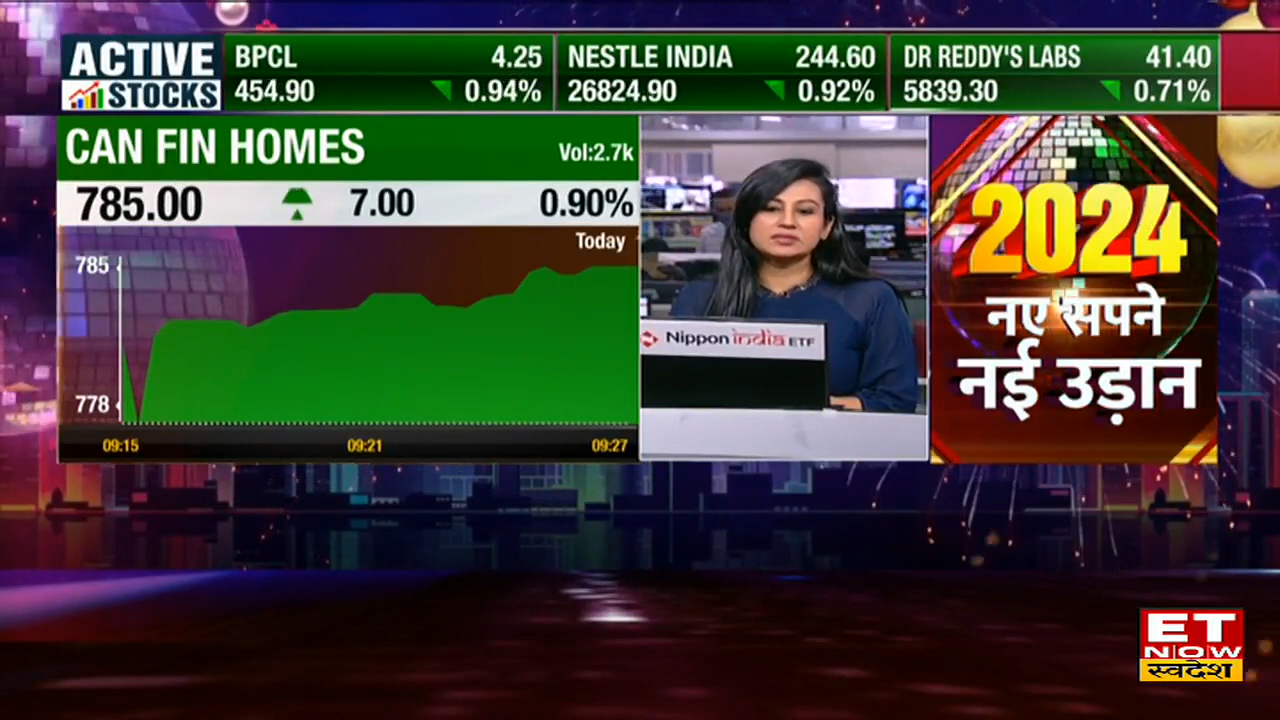 ACTIVE STOCKS
BPCL 4.25
454.90 0.94%
NESTLE INDIA 244.60
26824.90 0.92%
DR REDDY'S LABS 41.40
5839.30 0.71%
CAN FIN HOMES Vol:2.7k
785.00 7.00 0.90%
Today
785
778
09:15 09:21 09:27
Nippon india ETF
2024
नए सपने
नई उड़ान
ET
NOW
स्वदेश